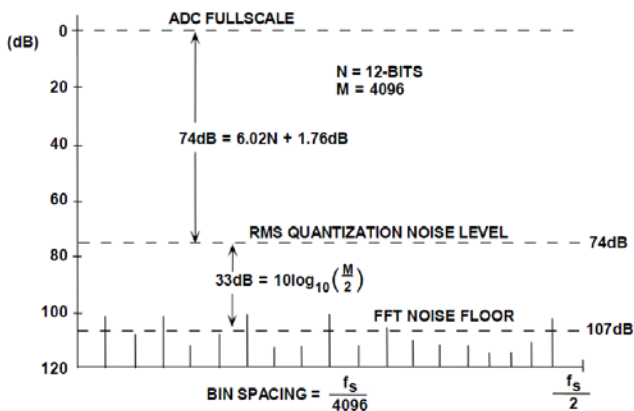 ADC FULLSCALE
(dB)
0
N = 12-BITS
M = 4096
20
74dB = 6.02N + 1.76dB
40
60
RMS QUANTIZATION NOISE LEVEL
74dB
80
33dB = 10log₁₀(M/2)
100
FFT NOISE FLOOR
107dB
120
BIN SPACING = fₛ/4096
fₛ/2